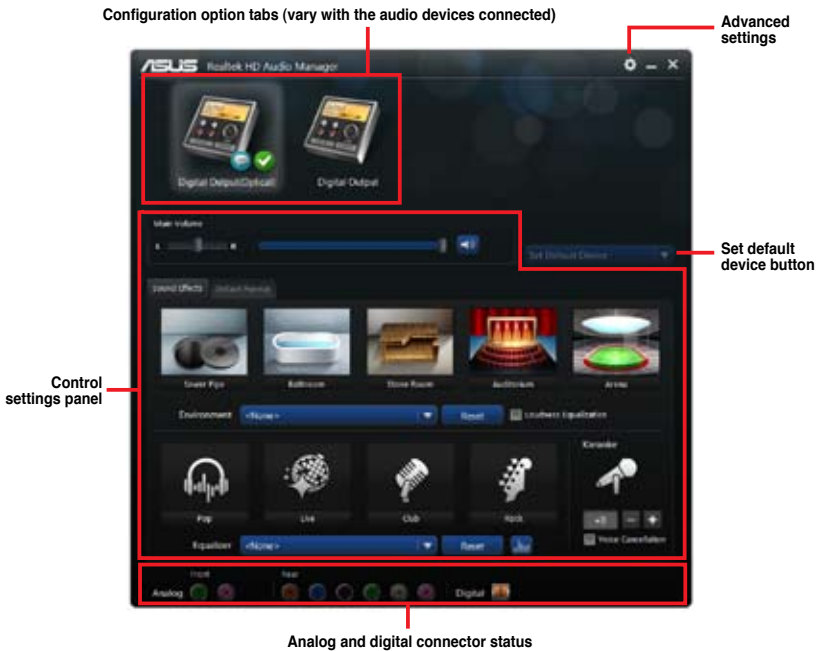 Configuration option tabs (vary with the audio devices connected)
Advanced
settings
ASUS Realtek HD Audio Manager
Digital Output(Optical)
Digital Output
Main Volume
L R
Set Default Device
Set default
device button
Sound Effects
Default Format
Control
settings panel
Sewer Pipe
Bathroom
Stone Room
Auditorium
Arena
Environment
<None>
Reset
Loudness Equalization
Karaoke
Pop
Live
Club
Rock
+0
Equalizer
<None>
Reset
Voice Cancellation
Front
Rear
Analog
Digital
Analog and digital connector status